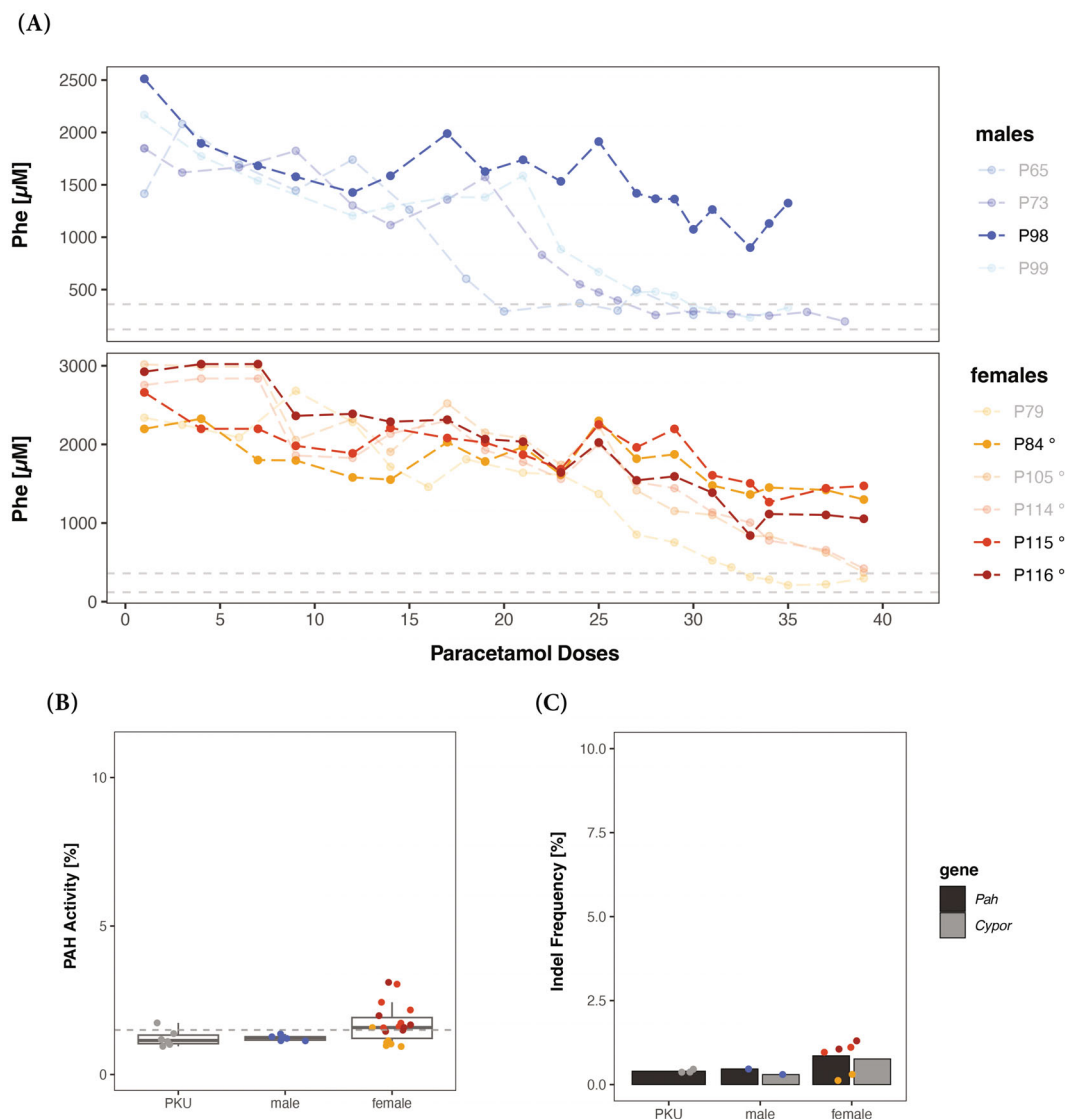 (A)
2500
2000
1500
1000
500
Phe [µM]
males
P65
P73
P98
P99
3000
2000
1000
0
Phe [µM]
females
P79
P84 °
P105 °
P114 °
P115 °
P116 °
0 5 10 15 20 25 30 35 40
Paracetamol Doses
(B)
10
5
0
PAH Activity [%]
PKU male female
(C)
10.0
7.5
5.0
2.5
0.0
Indel Frequency [%]
PKU male female
gene
Pah
Cypor